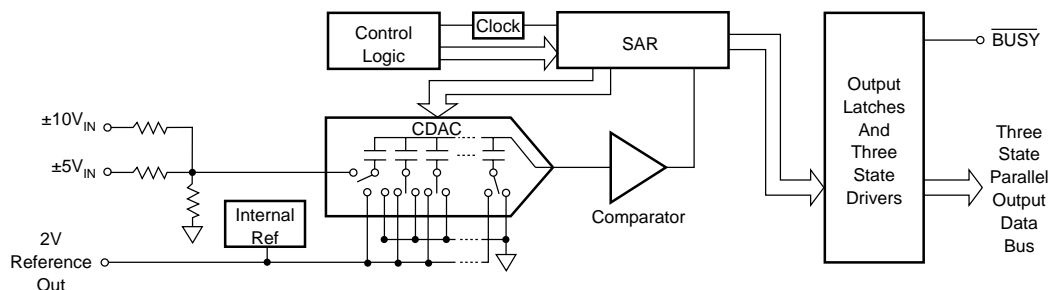 Control
Logic
Clock
SAR
BUSY
Output
Latches
And
Three
State
Drivers
Three
State
Parallel
Output
Data
Bus
±10VIN
±5VIN
CDAC
Comparator
Internal
Ref
2V
Reference
Out